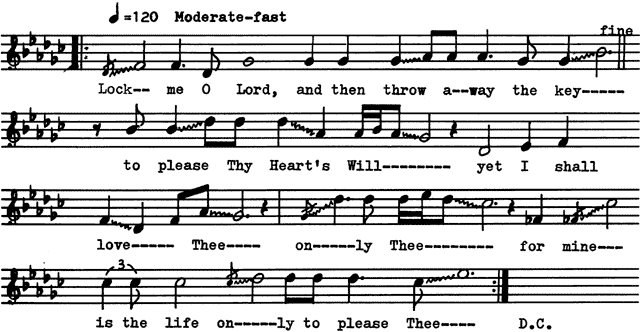 =120 Moderate-fast
fine
Lock-- me O Lord, and then throw a--way the key-----
to please Thy Heart's Will-------- yet I shall
love----- Thee---- on-----ly Thee--------- for mine---
3
is the life on-----ly to please Thee---- D.C.